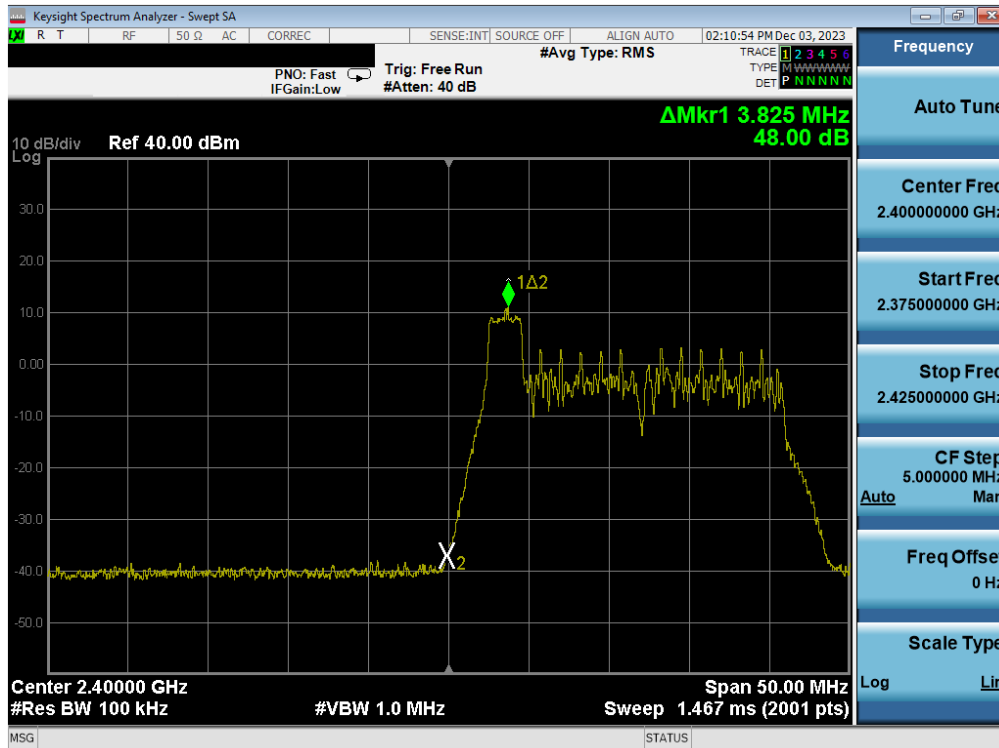 Keysight Spectrum Analyzer - Swept SA
LXI R T RF 50 Ω AC CORREC SENSE:INT SOURCE OFF ALIGN AUTO 02:10:54 PM Dec 03, 2023
#Avg Type: RMS
TRACE 1 2 3 4 5 6
TYPE M WWWWW
DET P N N N N N
PNO: Fast
IFGain:Low
Trig: Free Run
#Atten: 40 dB
ΔMkr1 3.825 MHz
48.00 dB
10 dB/div Ref 40.00 dBm
Log
30.0
20.0
10.0
0.00
-10.0
-20.0
-30.0
-40.0
-50.0
1Δ2
X2
Center 2.40000 GHz
Span 50.00 MHz
#Res BW 100 kHz
#VBW 1.0 MHz
Sweep 1.467 ms (2001 pts)
MSG
STATUS
Frequency
Auto Tune
Center Freq
2.400000000 GHz
Start Freq
2.375000000 GHz
Stop Freq
2.425000000 GHz
CF Step
5.000000 MHz
Auto Man
Freq Offset
0 Hz
Scale Type
Log Lin